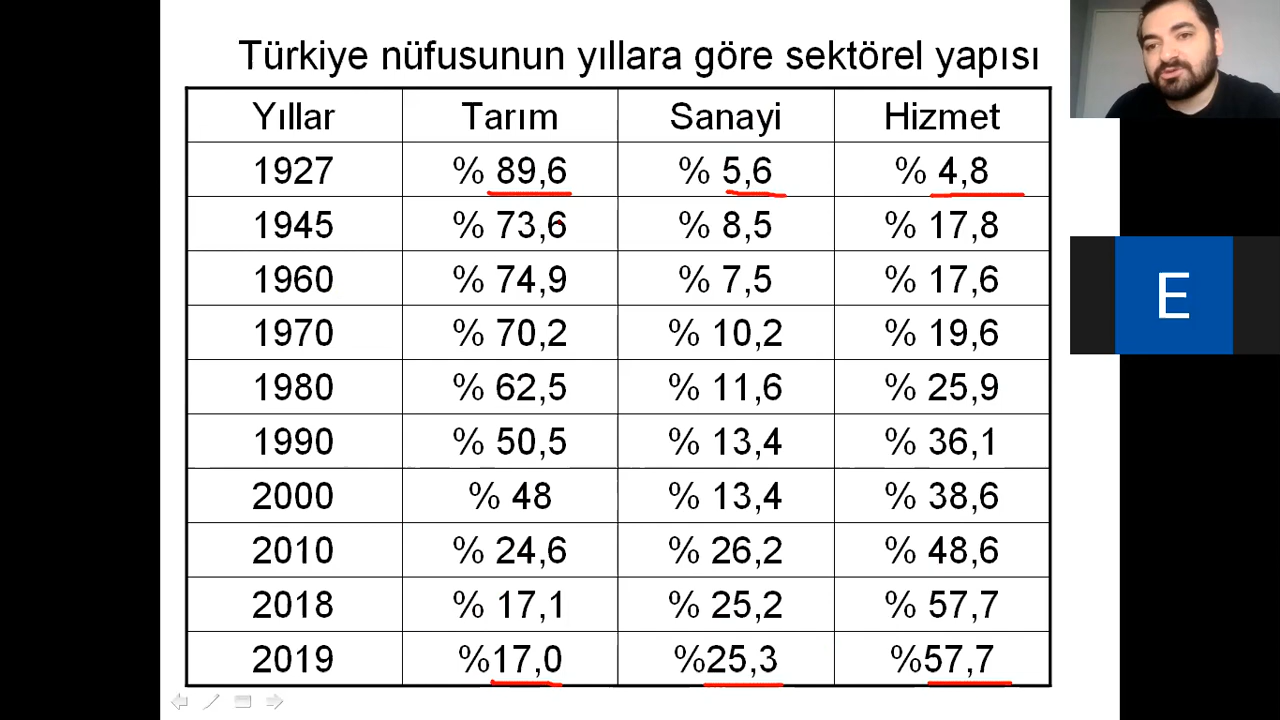 Türkiye nüfusunun yıllara göre sektörel yapısı
Yıllar Tarım Sanayi Hizmet
1927 % 89,6 % 5,6 % 4,8
1945 % 73,6 % 8,5 % 17,8
1960 % 74,9 % 7,5 % 17,6
1970 % 70,2 % 10,2 % 19,6
1980 % 62,5 % 11,6 % 25,9
1990 % 50,5 % 13,4 % 36,1
2000 % 48 % 13,4 % 38,6
2010 % 24,6 % 26,2 % 48,6
2018 % 17,1 % 25,2 % 57,7
2019 %17,0 %25,3 %57,7
E